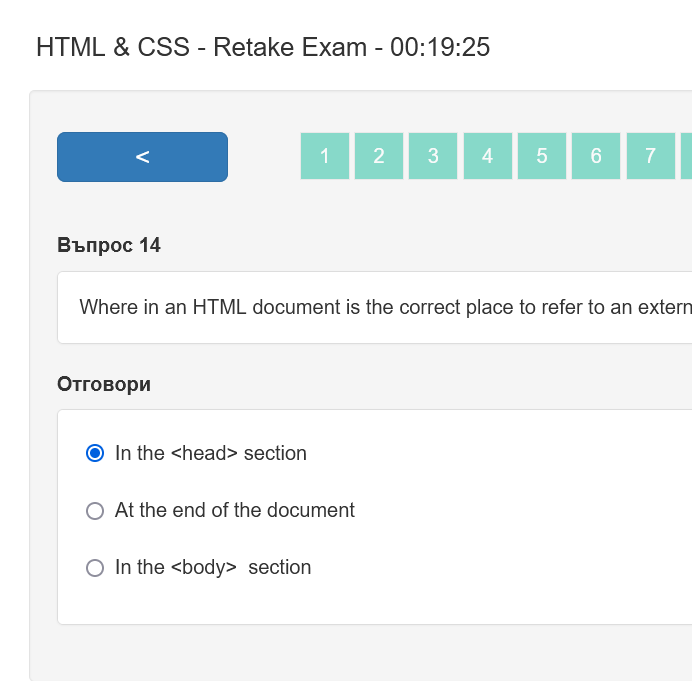 HTML & CSS - Retake Exam - 00:19:25
<
1 2 3 4 5 6 7
Въпрос 14
Where in an HTML document is the correct place to refer to an extern
Отговори
In the <head> section
At the end of the document
In the <body> section